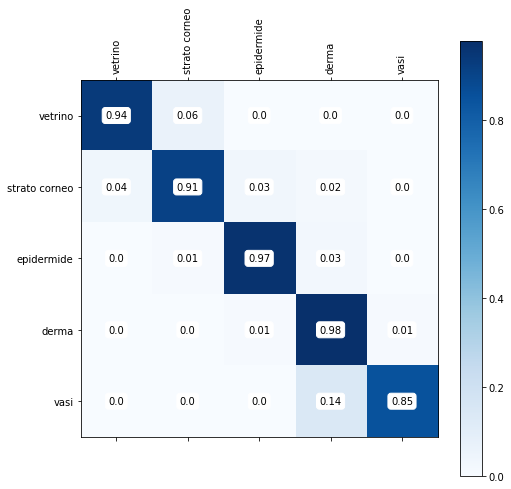 vetrino strato corneo epidermide derma vasi
vetrino 0.94 0.06 0.0 0.0 0.0
strato corneo 0.04 0.91 0.03 0.02 0.0
epidermide 0.0 0.01 0.97 0.03 0.0
derma 0.0 0.0 0.01 0.98 0.01
vasi 0.0 0.0 0.0 0.14 0.85
0.8
0.6
0.4
0.2
0.0